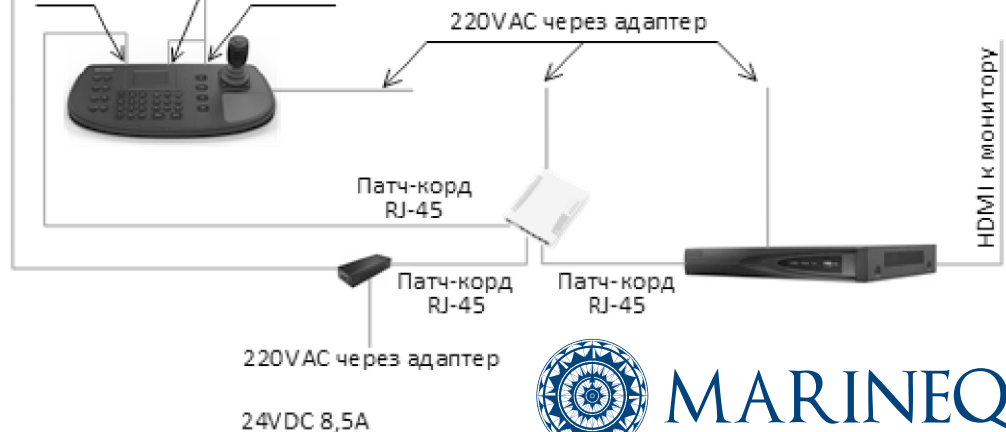 220VAC через адаптер
HDMI к монитору
Патч-корд
RJ-45
Патч-корд
RJ-45
Патч-корд
RJ-45
220VAC через адаптер
24VDC 8,5A
MARINEQ